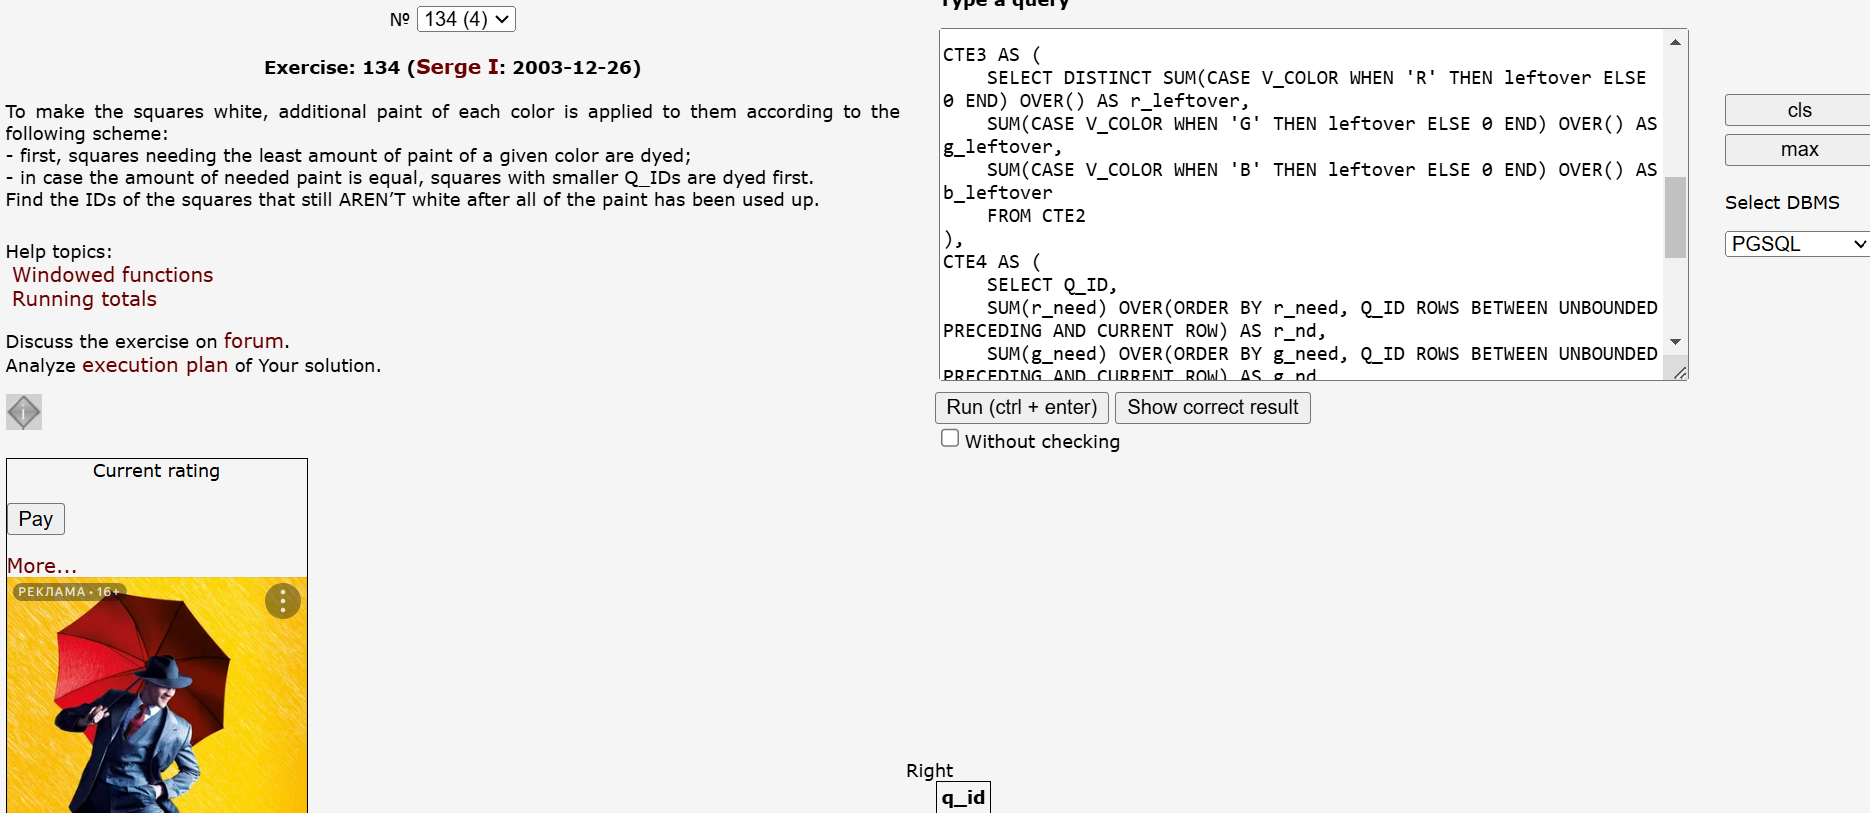 № 134 (4)
Exercise: 134 (Serge I: 2003-12-26)
To make the squares white, additional paint of each color is applied to them according to the
following scheme:
- first, squares needing the least amount of paint of a given color are dyed;
- in case the amount of needed paint is equal, squares with smaller Q_IDs are dyed first.
Find the IDs of the squares that still AREN’T white after all of the paint has been used up.
Help topics:
Windowed functions
Running totals
Discuss the exercise on forum.
Analyze execution plan of Your solution.
Current rating
Pay
More...
РЕКЛАМА • 16+
Type a query
CTE3 AS (
    SELECT DISTINCT SUM(CASE V_COLOR WHEN 'R' THEN leftover ELSE
0 END) OVER() AS r_leftover,
    SUM(CASE V_COLOR WHEN 'G' THEN leftover ELSE 0 END) OVER() AS
g_leftover,
    SUM(CASE V_COLOR WHEN 'B' THEN leftover ELSE 0 END) OVER() AS
b_leftover
    FROM CTE2
),
CTE4 AS (
    SELECT Q_ID,
    SUM(r_need) OVER(ORDER BY r_need, Q_ID ROWS BETWEEN UNBOUNDED
PRECEDING AND CURRENT ROW) AS r_nd,
    SUM(g_need) OVER(ORDER BY g_need, Q_ID ROWS BETWEEN UNBOUNDED
PRECEDING AND CURRENT ROW) AS g_nd
Run (ctrl + enter)
Show correct result
Without checking
cls
max
Select DBMS
PGSQL
Right
q_id